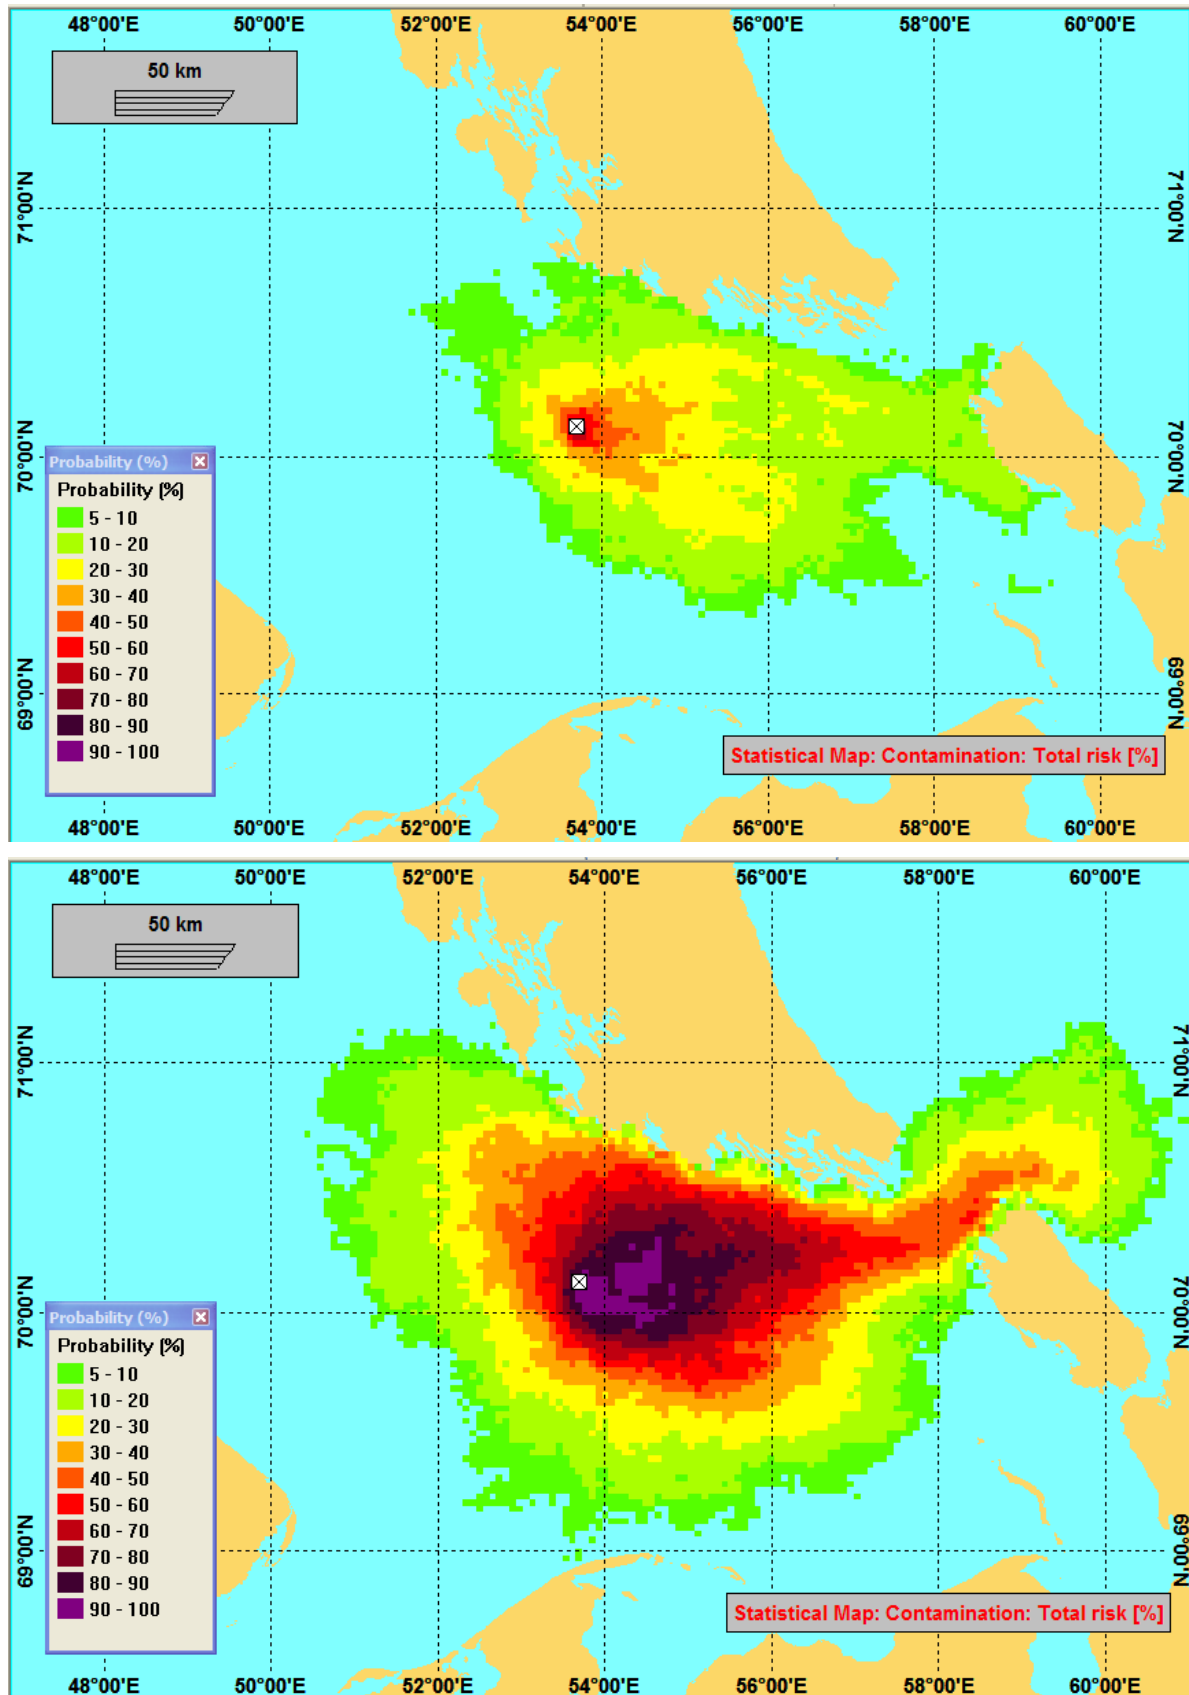 48°00'E 50°00'E 52°00'E 54°00'E 56°00'E 58°00'E 60°00'E
50 km
71°00'N 71°00'N
70°00'N 70°00'N
Probability (%)
Probability (%)
5 - 10
10 - 20
20 - 30
30 - 40
40 - 50
50 - 60
60 - 70
70 - 80
80 - 90
90 - 100
69°00'N 69°00'N
Statistical Map: Contamination: Total risk [%]
48°00'E 50°00'E 52°00'E 54°00'E 56°00'E 58°00'E 60°00'E
48°00'E 50°00'E 52°00'E 54°00'E 56°00'E 58°00'E 60°00'E
50 km
71°00'N 71°00'N
70°00'N 70°00'N
Probability (%)
Probability (%)
5 - 10
10 - 20
20 - 30
30 - 40
40 - 50
50 - 60
60 - 70
70 - 80
80 - 90
90 - 100
69°00'N 69°00'N
Statistical Map: Contamination: Total risk [%]
48°00'E 50°00'E 52°00'E 54°00'E 56°00'E 58°00'E 60°00'E